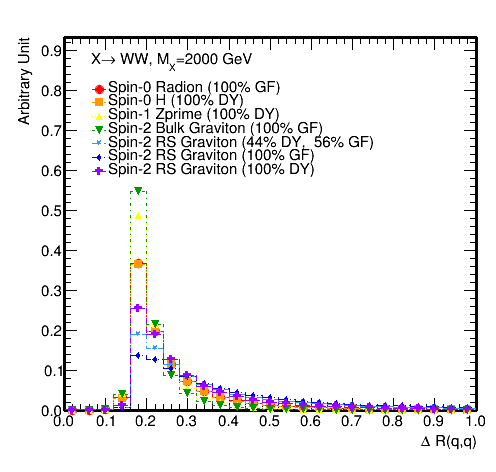 X→ WW, M_X=2000 GeV
Spin-0 Radion (100% GF)
Spin-0 H (100% DY)
Spin-1 Zprime (100% DY)
Spin-2 Bulk Graviton (100% GF)
Spin-2 RS Graviton (44% DY, 56% GF)
Spin-2 RS Graviton (100% GF)
Spin-2 RS Graviton (100% DY)
Arbitrary Unit
0.9
0.8
0.7
0.6
0.5
0.4
0.3
0.2
0.1
0.0
0.0 0.1 0.2 0.3 0.4 0.5 0.6 0.7 0.8 0.9 1.0
Δ R(q,q)